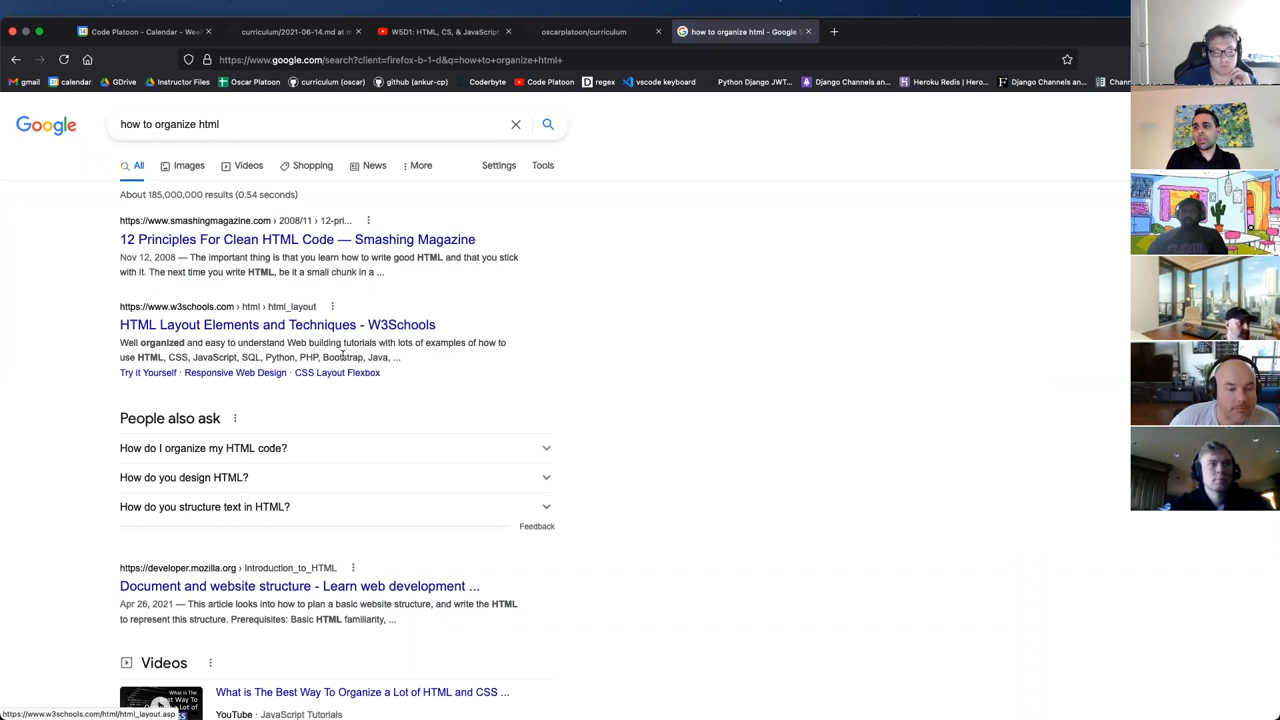 Code Platoon - Calendar - Wee
curriculum/2021-06-14.md at m
W5D1: HTML, CS, & JavaScript
oscarplatoon/curriculum
how to organize html - Google S
https://www.google.com/search?client=firefox-b-1-d&q=how+to+organize+html+
gmail
calendar
GDrive
Instructor Files
Oscar Platoon
curriculum (oscar)
github (ankur-cp)
Coderbyte
Code Platoon
regex
vscode keyboard
Python Django JWT...
Django Channels an...
Heroku Redis | Hero...
Django Channels an...
Chann
Google
how to organize html
All
Images
Videos
Shopping
News
More
Settings
Tools
About 185,000,000 results (0.54 seconds)
https://www.smashingmagazine.com › 2008/11 › 12-pri...
12 Principles For Clean HTML Code — Smashing Magazine
Nov 12, 2008 — The important thing is that you learn how to write good HTML and that you stick
with it. The next time you write HTML, be it a small chunk in a ...
https://www.w3schools.com › html › html_layout
HTML Layout Elements and Techniques - W3Schools
Well organized and easy to understand Web building tutorials with lots of examples of how to
use HTML, CSS, JavaScript, SQL, Python, PHP, Bootstrap, Java, ...
Try it Yourself · Responsive Web Design · CSS Layout Flexbox
People also ask
How do I organize my HTML code?
How do you design HTML?
How do you structure text in HTML?
Feedback
https://developer.mozilla.org › Introduction_to_HTML
Document and website structure - Learn web development ...
Apr 26, 2021 — This article looks into how to plan a basic website structure, and write the HTML
to represent this structure. Prerequisites: Basic HTML familiarity, ...
Videos
What is The
Best Way To
Organize a
Lot of
What is The Best Way To Organize a Lot of HTML and CSS ...
YouTube · JavaScript Tutorials
https://www.w3schools.com/html/html_layout.asp